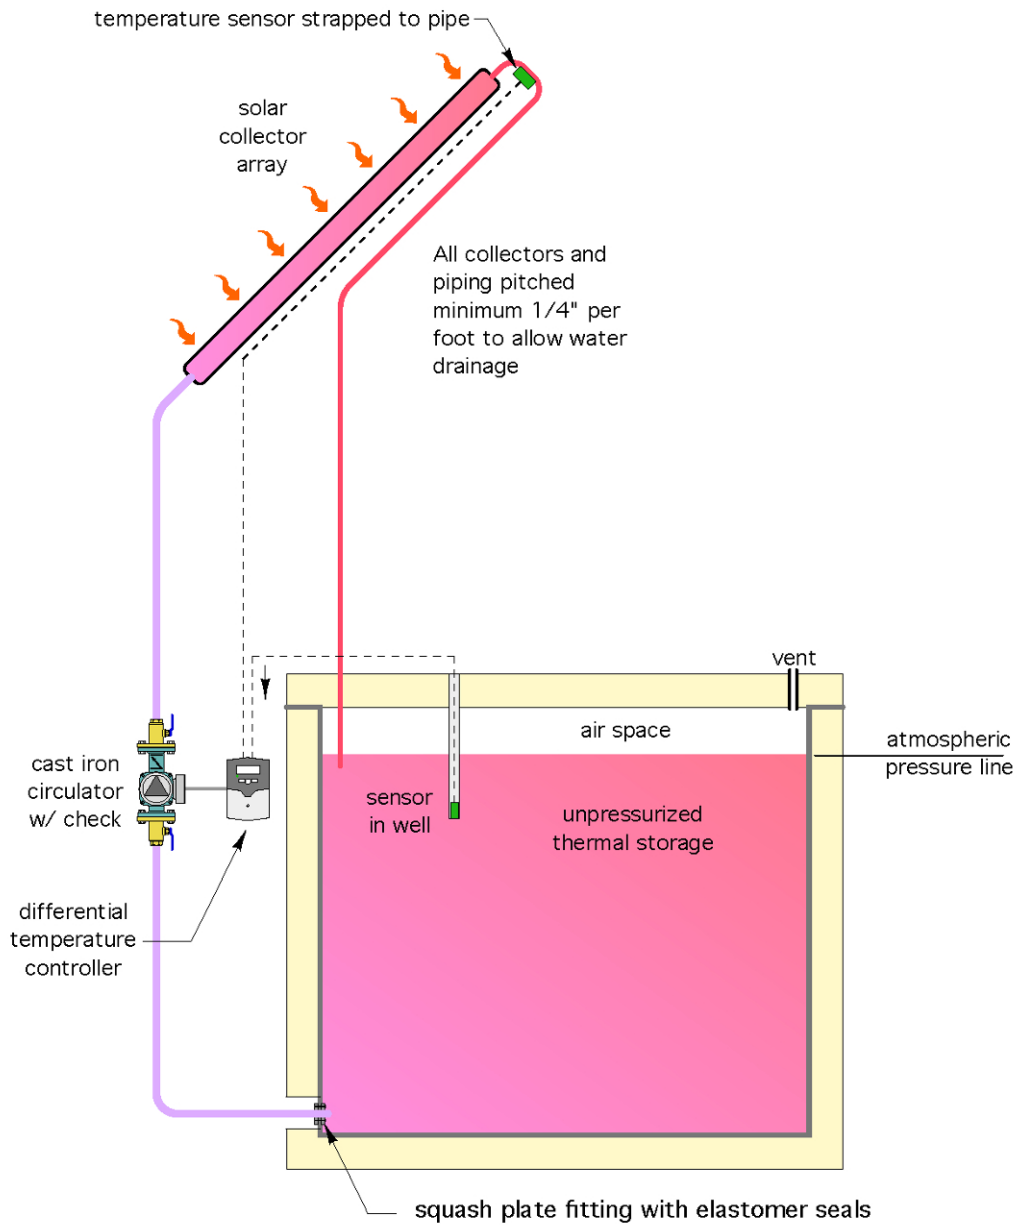 temperature sensor strapped to pipe
solar
collector
array
All collectors and
piping pitched
minimum 1/4" per
foot to allow water
drainage
vent
air space
atmospheric
pressure line
cast iron
circulator
w/ check
sensor
in well
unpressurized
thermal storage
differential
temperature
controller
squash plate fitting with elastomer seals